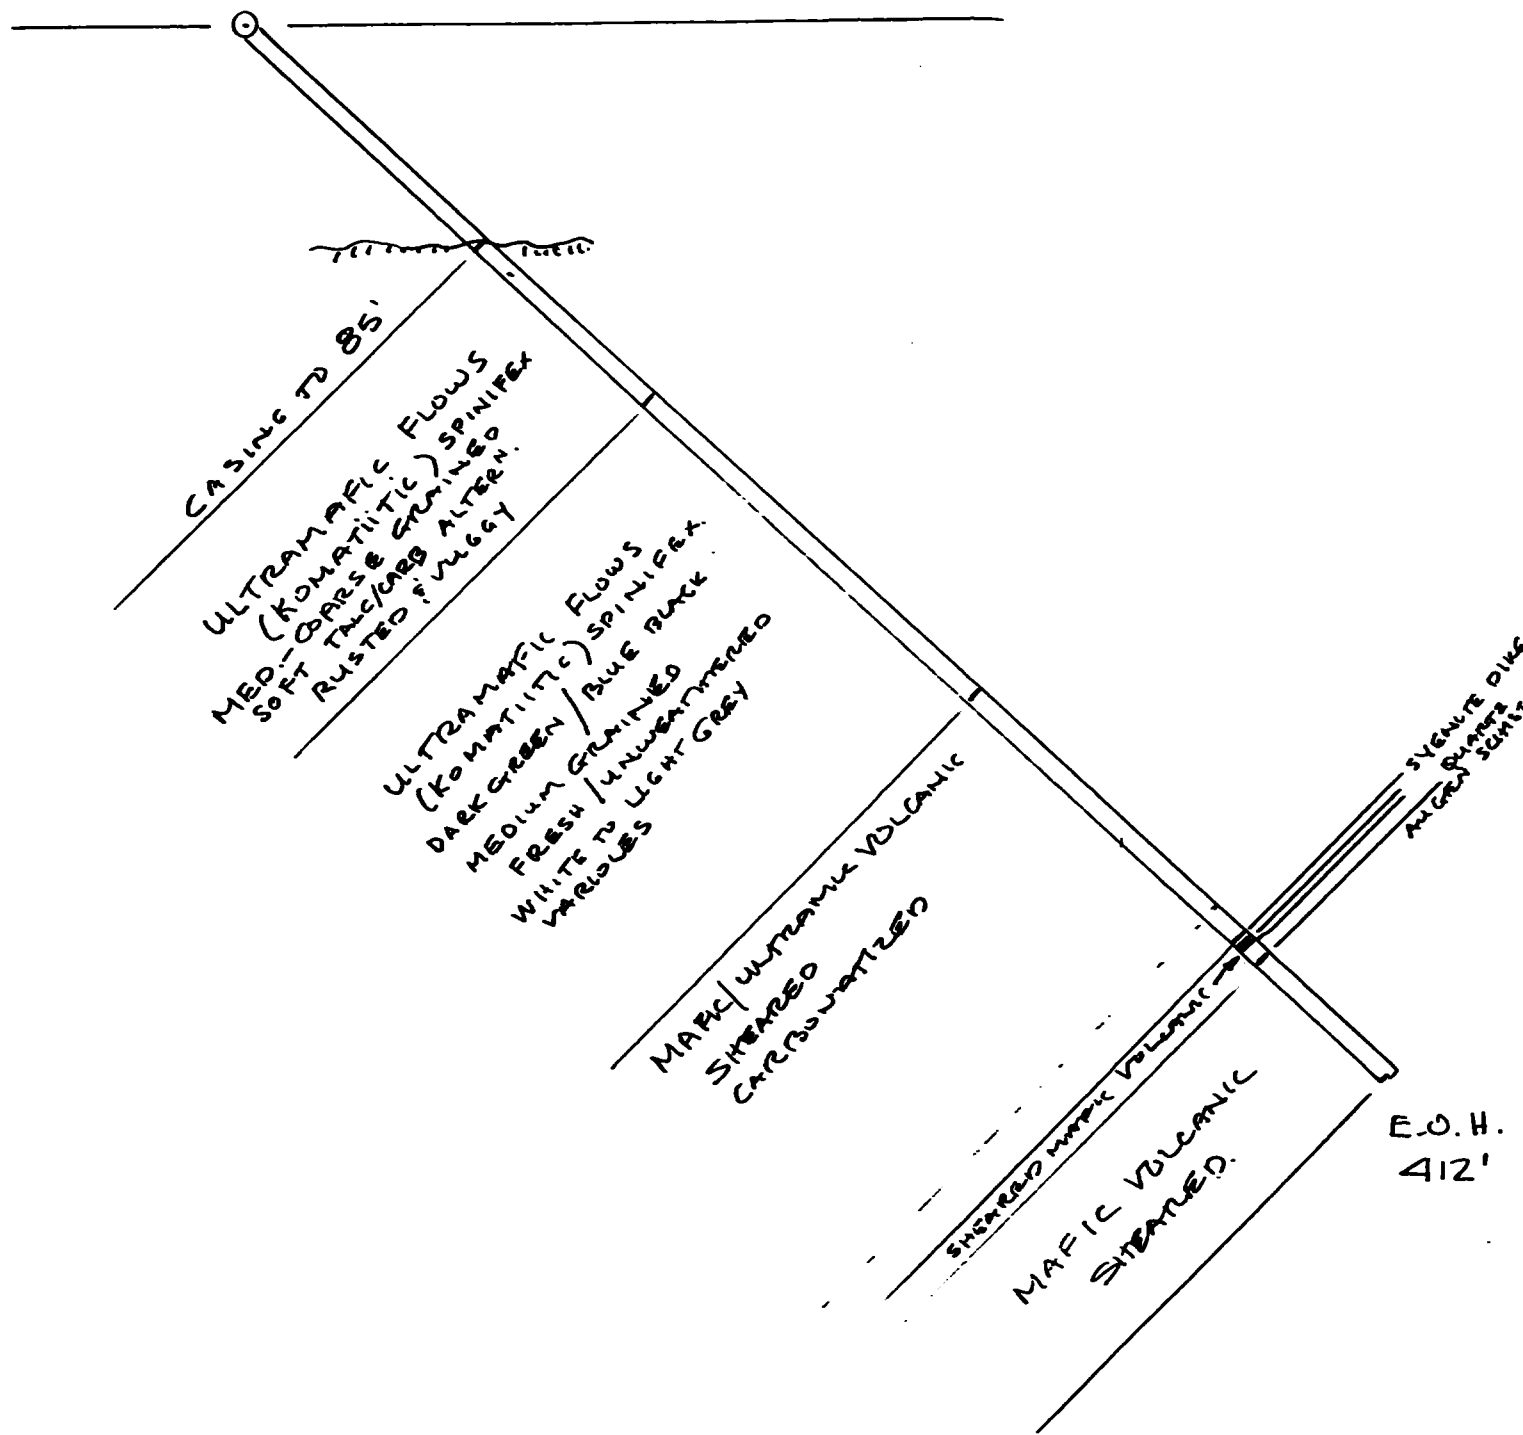 CASING TO 85'
ULTRAMAFIC FLOWS
(KOMATIITIC) SPINIFEX
MED.-COARSE GRAINED
SOFT TALC/CARB ALTERN.
RUSTED & VUGGY
ULTRAMAFIC FLOWS
(KOMATIITIC) SPINIFEX.
DARK GREEN / BLUE BLACK
MEDIUM GRAINED
FRESH / UNWEATHERED
WHITE TO LIGHT GREY
VARIOLES
MAFIC/ULTRAMAFIC VOLCANIC
SHEARED
CARBONATIZED
SYENITE DIKE
QUARTZ
AUGEN SCHIST
SHEARED MAFIC VOLCANIC
MAFIC VOLCANIC
SHEARED.
E.O.H.
412'